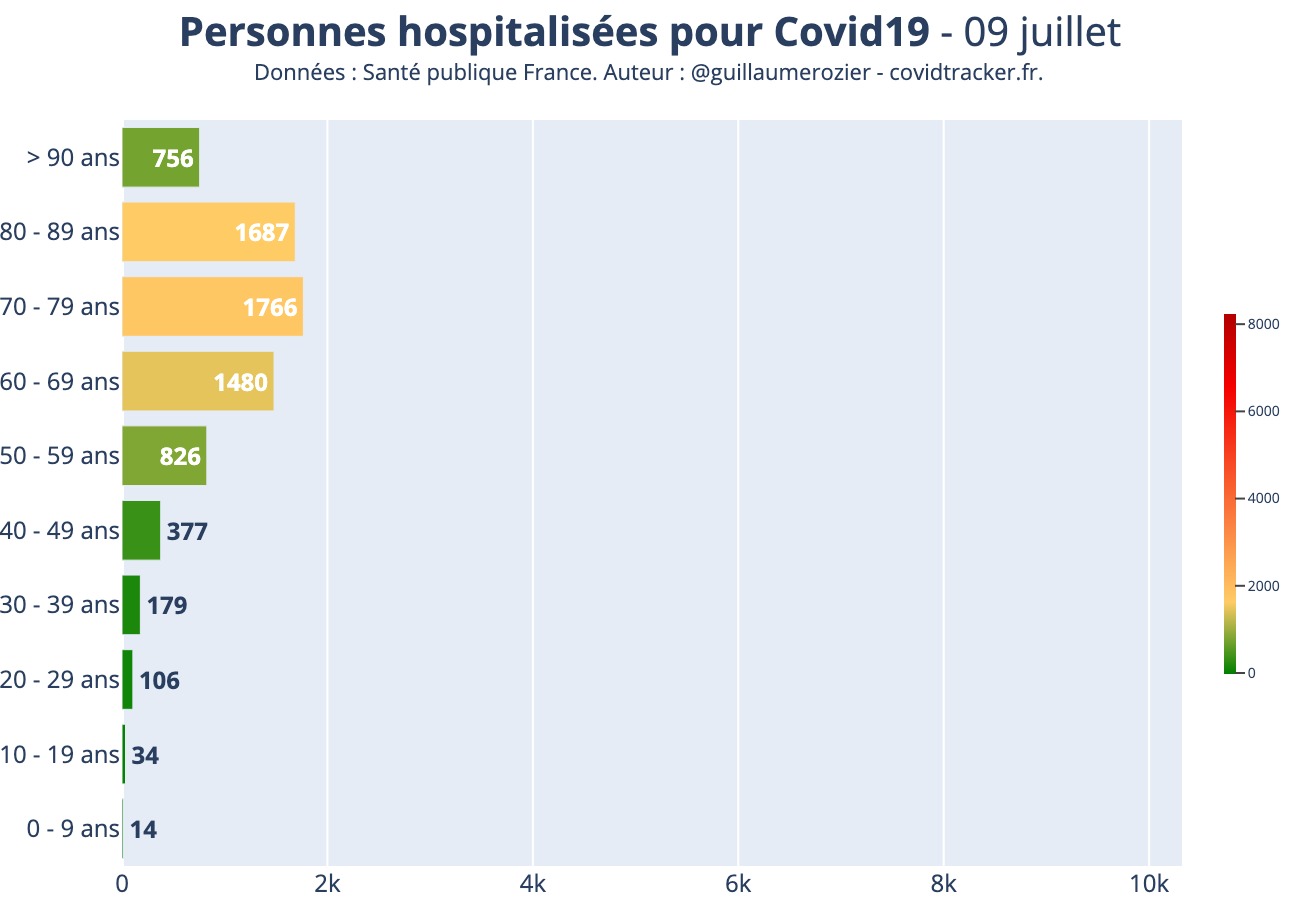 Personnes hospitalisées pour Covid19 - 09 juillet
Données : Santé publique France. Auteur : @guillaumerozier - covidtracker.fr.
> 90 ans 756
80 - 89 ans 1687
70 - 79 ans 1766
60 - 69 ans 1480
50 - 59 ans 826
40 - 49 ans 377
30 - 39 ans 179
20 - 29 ans 106
10 - 19 ans 34
0 - 9 ans 14
0 2k 4k 6k 8k 10k
8000
6000
4000
2000
0